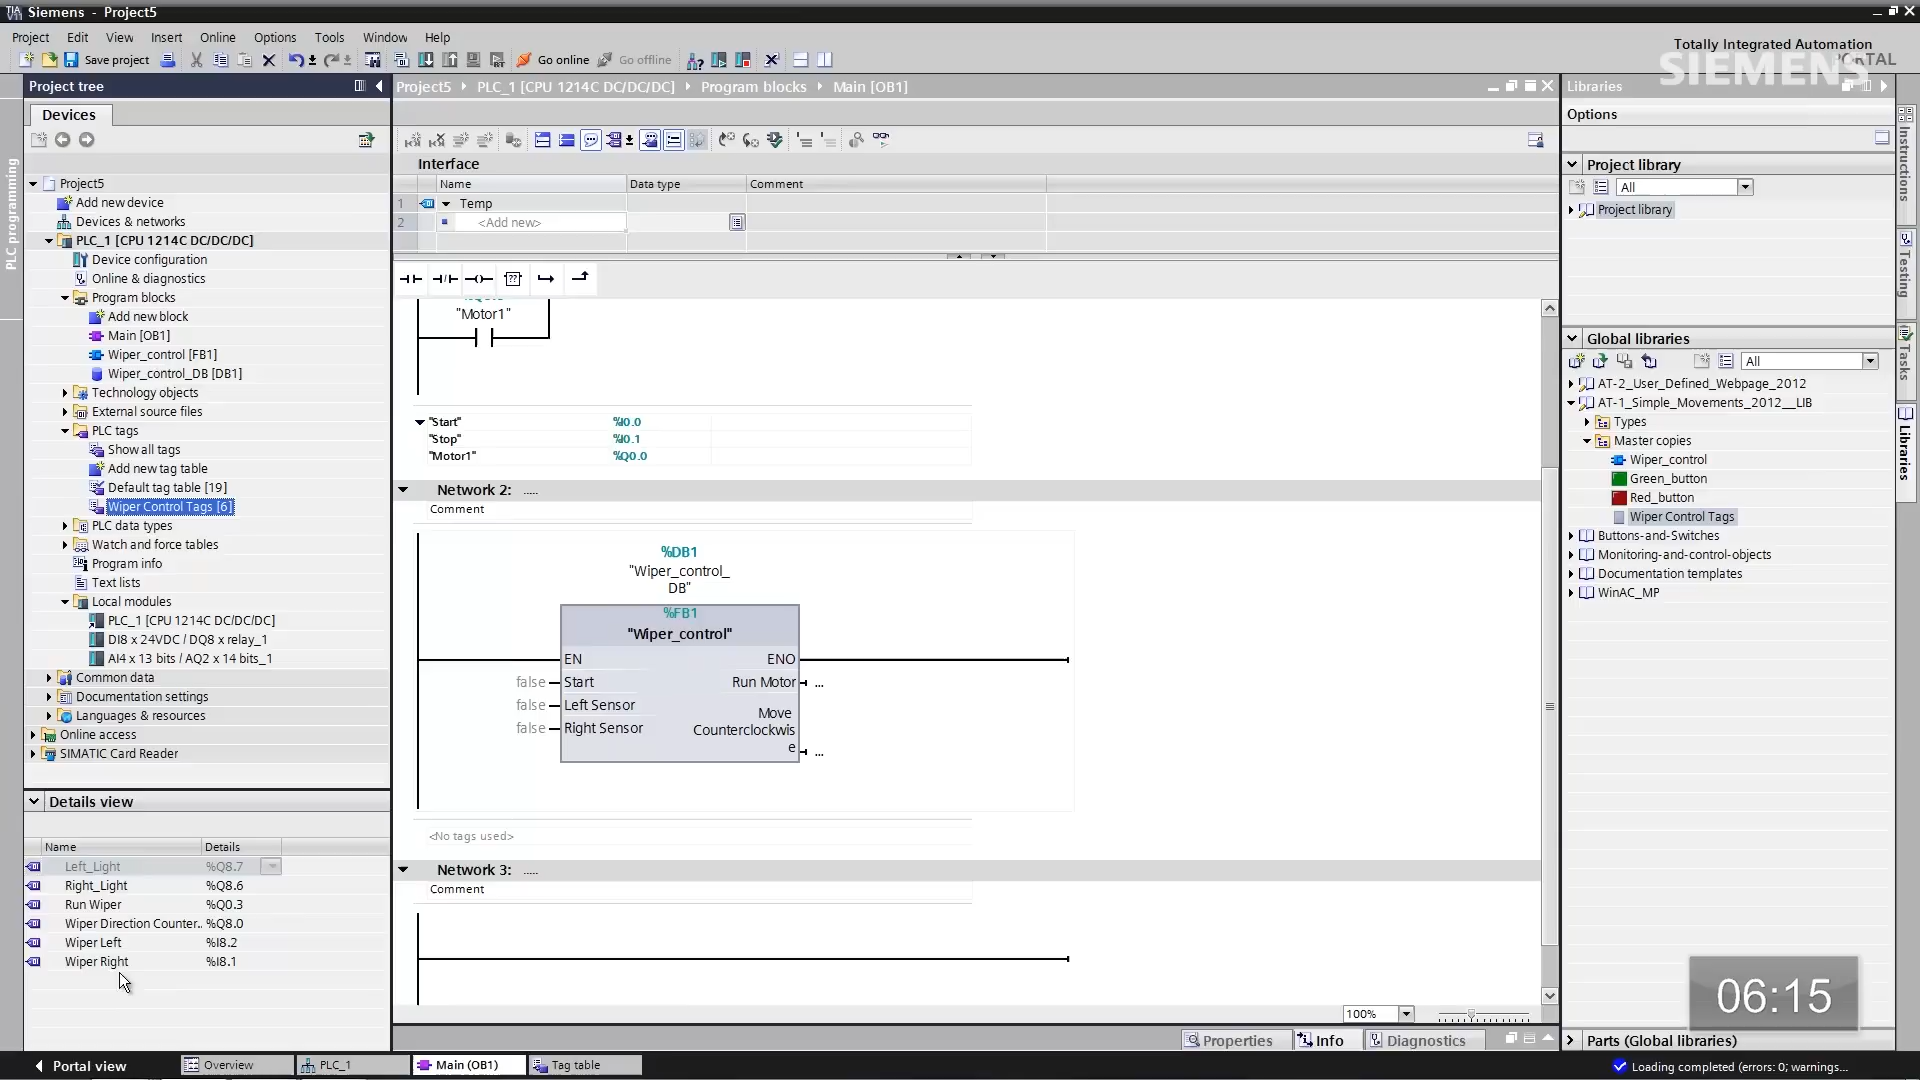 Siemens - Project5
Project Edit View Insert Online Options Tools Window Help
Totally Integrated Automation
PORTAL
SIEMENS
Save project
Go online
Go offline
Project tree
Project5 PLC_1 [CPU 1214C DC/DC/DC] Program blocks Main [OB1]
Libraries
Devices
Options
PLC programming
Interface
Name Data type Comment
1 Temp
2 <Add new>
Project5
Add new device
Devices & networks
PLC_1 [CPU 1214C DC/DC/DC]
Device configuration
Online & diagnostics
Program blocks
Add new block
Main [OB1]
Wiper_control [FB1]
Wiper_control_DB [DB1]
Technology objects
External source files
PLC tags
Show all tags
Add new tag table
Default tag table [19]
Wiper Control Tags [6]
PLC data types
Watch and force tables
Program info
Text lists
Local modules
PLC_1 [CPU 1214C DC/DC/DC]
DI8 x 24VDC / DQ8 x relay_1
AI4 x 13 bits / AQ2 x 14 bits_1
Common data
Documentation settings
Languages & resources
Online access
SIMATIC Card Reader
Details view
Name Details
Left_Light %Q8.7
Right_Light %Q8.6
Run Wiper %Q0.3
Wiper Direction Counter.. %Q8.0
Wiper Left %I8.2
Wiper Right %I8.1
"Motor1"
"Start" %I0.0
"Stop" %I0.1
"Motor1" %Q0.0
Network 2: .....
Comment
%DB1
"Wiper_control_
DB"
%FB1
"Wiper_control"
EN ENO
false Start Run Motor ...
false Left Sensor
Move
false Right Sensor Counterclockwis
e ...
<No tags used>
Network 3: .....
Comment
100%
Properties Info Diagnostics
Project library
All
Project library
Global libraries
All
AT-2_User_Defined_Webpage_2012
AT-1_Simple_Movements_2012__LIB
Types
Master copies
Wiper_control
Green_button
Red_button
Wiper Control Tags
Buttons-and-Switches
Monitoring-and-control-objects
Documentation templates
WinAC_MP
Parts (Global libraries)
Instructions
Testing
Tasks
Libraries
06:15
Portal view
Overview
PLC_1
Main (OB1)
Tag table
Loading completed (errors: 0; warnings...